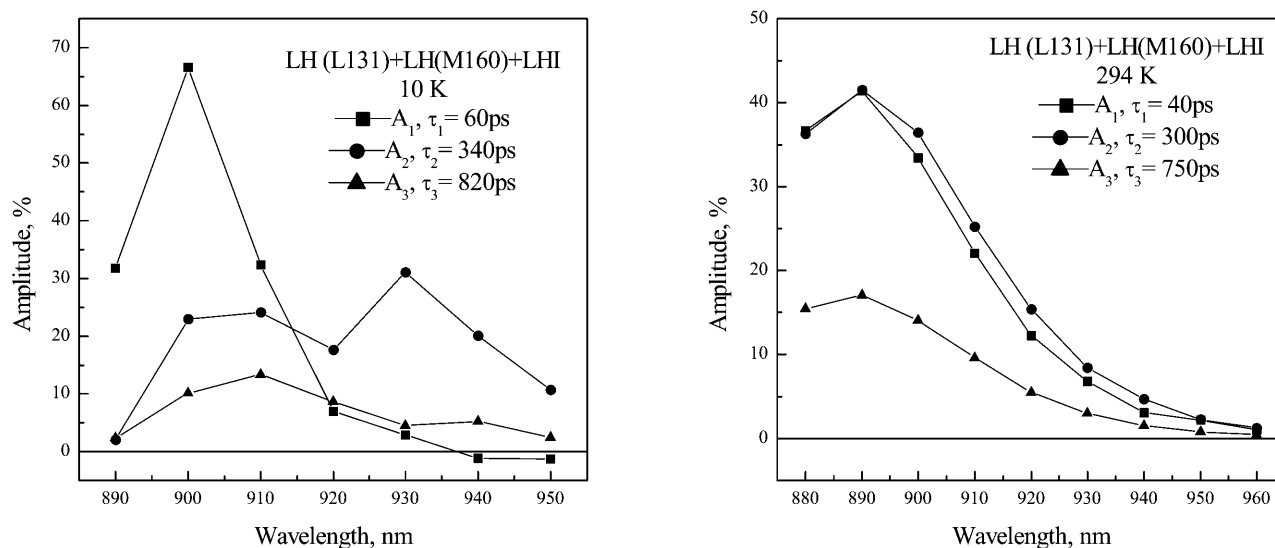 LH (L131)+LH(M160)+LHI
10 K
A₁, τ₁= 60ps
A₂, τ₂= 340ps
A₃, τ₃= 820ps
Amplitude, %
70
60
50
40
30
20
10
0
890 900 910 920 930 940 950
Wavelength, nm
LH (L131)+LH(M160)+LHI
294 K
A₁, τ₁= 40ps
A₂, τ₂= 300ps
A₃, τ₃= 750ps
Amplitude, %
50
40
30
20
10
0
880 890 900 910 920 930 940 950 960
Wavelength, nm